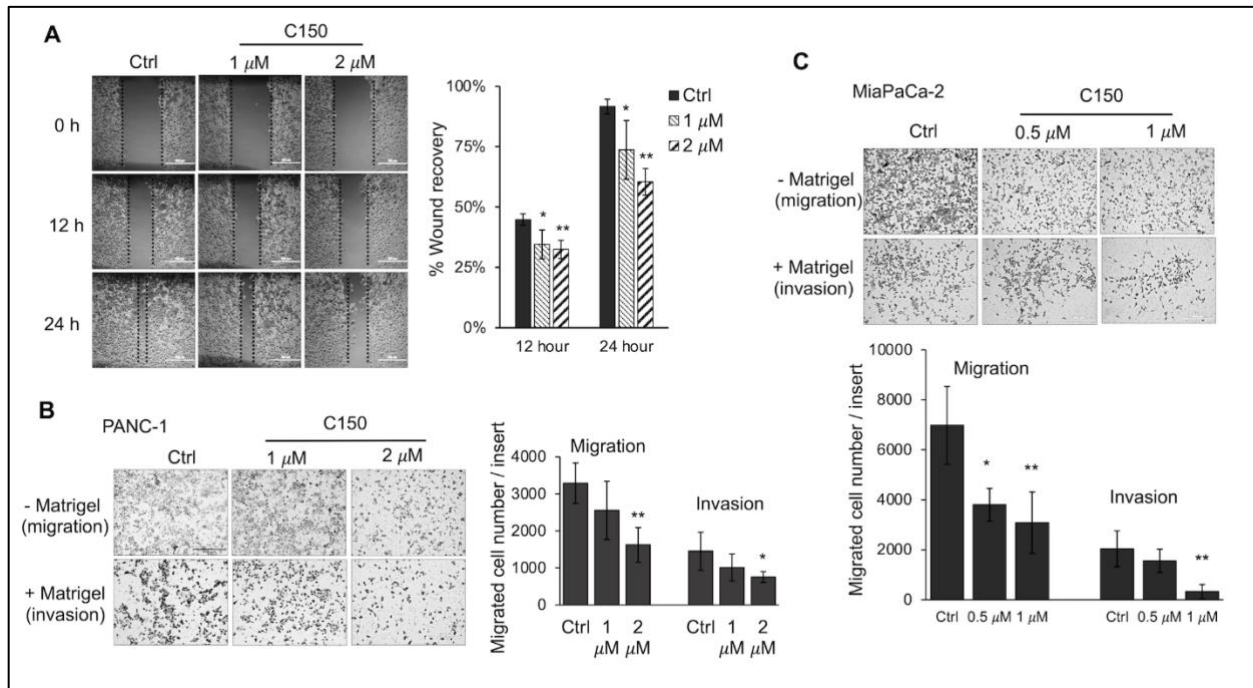 A
C150
Ctrl
1 μM
2 μM
0 h
12 h
24 h
% Wound recovery
100%
75%
50%
25%
0%
Ctrl
1 μM
2 μM
*
**
*
**
12 hour
24 hour
B
PANC-1
C150
Ctrl
1 μM
2 μM
- Matrigel
(migration)
+ Matrigel
(invasion)
Migrated cell number / insert
4000
3000
2000
1000
0
Migration
**
Invasion
*
Ctrl 1 2 Ctrl 1 2
μM μM μM μM
C
MiaPaCa-2
C150
Ctrl
0.5 μM
1 μM
- Matrigel
(migration)
+ Matrigel
(invasion)
Migrated cell number / insert
10000
8000
6000
4000
2000
0
Migration
*
**
Invasion
**
Ctrl 0.5 μM 1 μM Ctrl 0.5 μM 1 μM